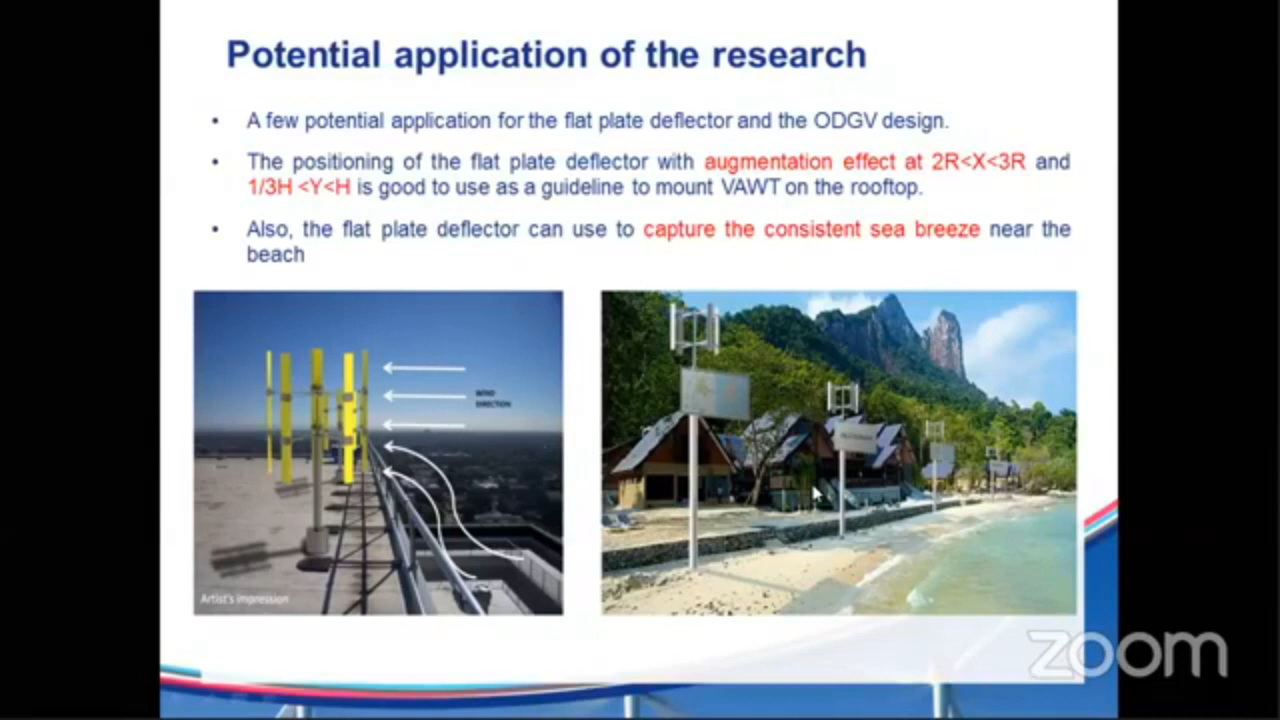 Potential application of the research
• A few potential application for the flat plate deflector and the ODGV design.
• The positioning of the flat plate deflector with augmentation effect at 2R<X<3R and
1/3H <Y<H is good to use as a guideline to mount VAWT on the rooftop.
• Also, the flat plate deflector can use to capture the consistent sea breeze near the
beach
WIND
DIRECTION
Artist's impression
zoom